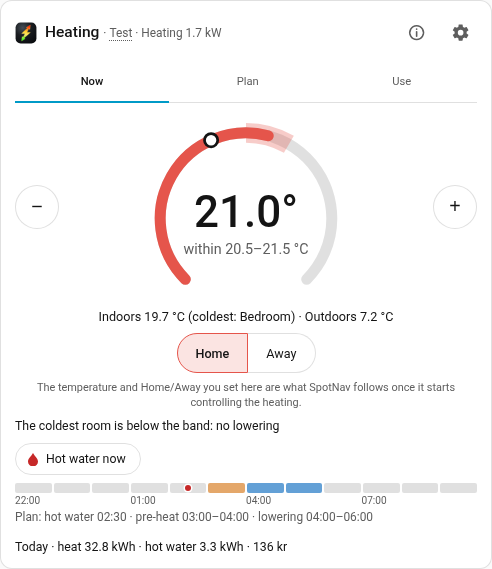 Heating · Test · Heating 1.7 kW
Now Plan Use
21.0°
− +
within 20.5–21.5 °C
Indoors 19.7 °C (coldest: Bedroom) · Outdoors 7.2 °C
Home Away
The temperature and Home/Away you set here are what SpotNav follows once it starts
controlling the heating.
The coldest room is below the band: no lowering
Hot water now
22:00 01:00 04:00 07:00
Plan: hot water 02:30 · pre-heat 03:00–04:00 · lowering 04:00–06:00
Today · heat 32.8 kWh · hot water 3.3 kWh · 136 kr